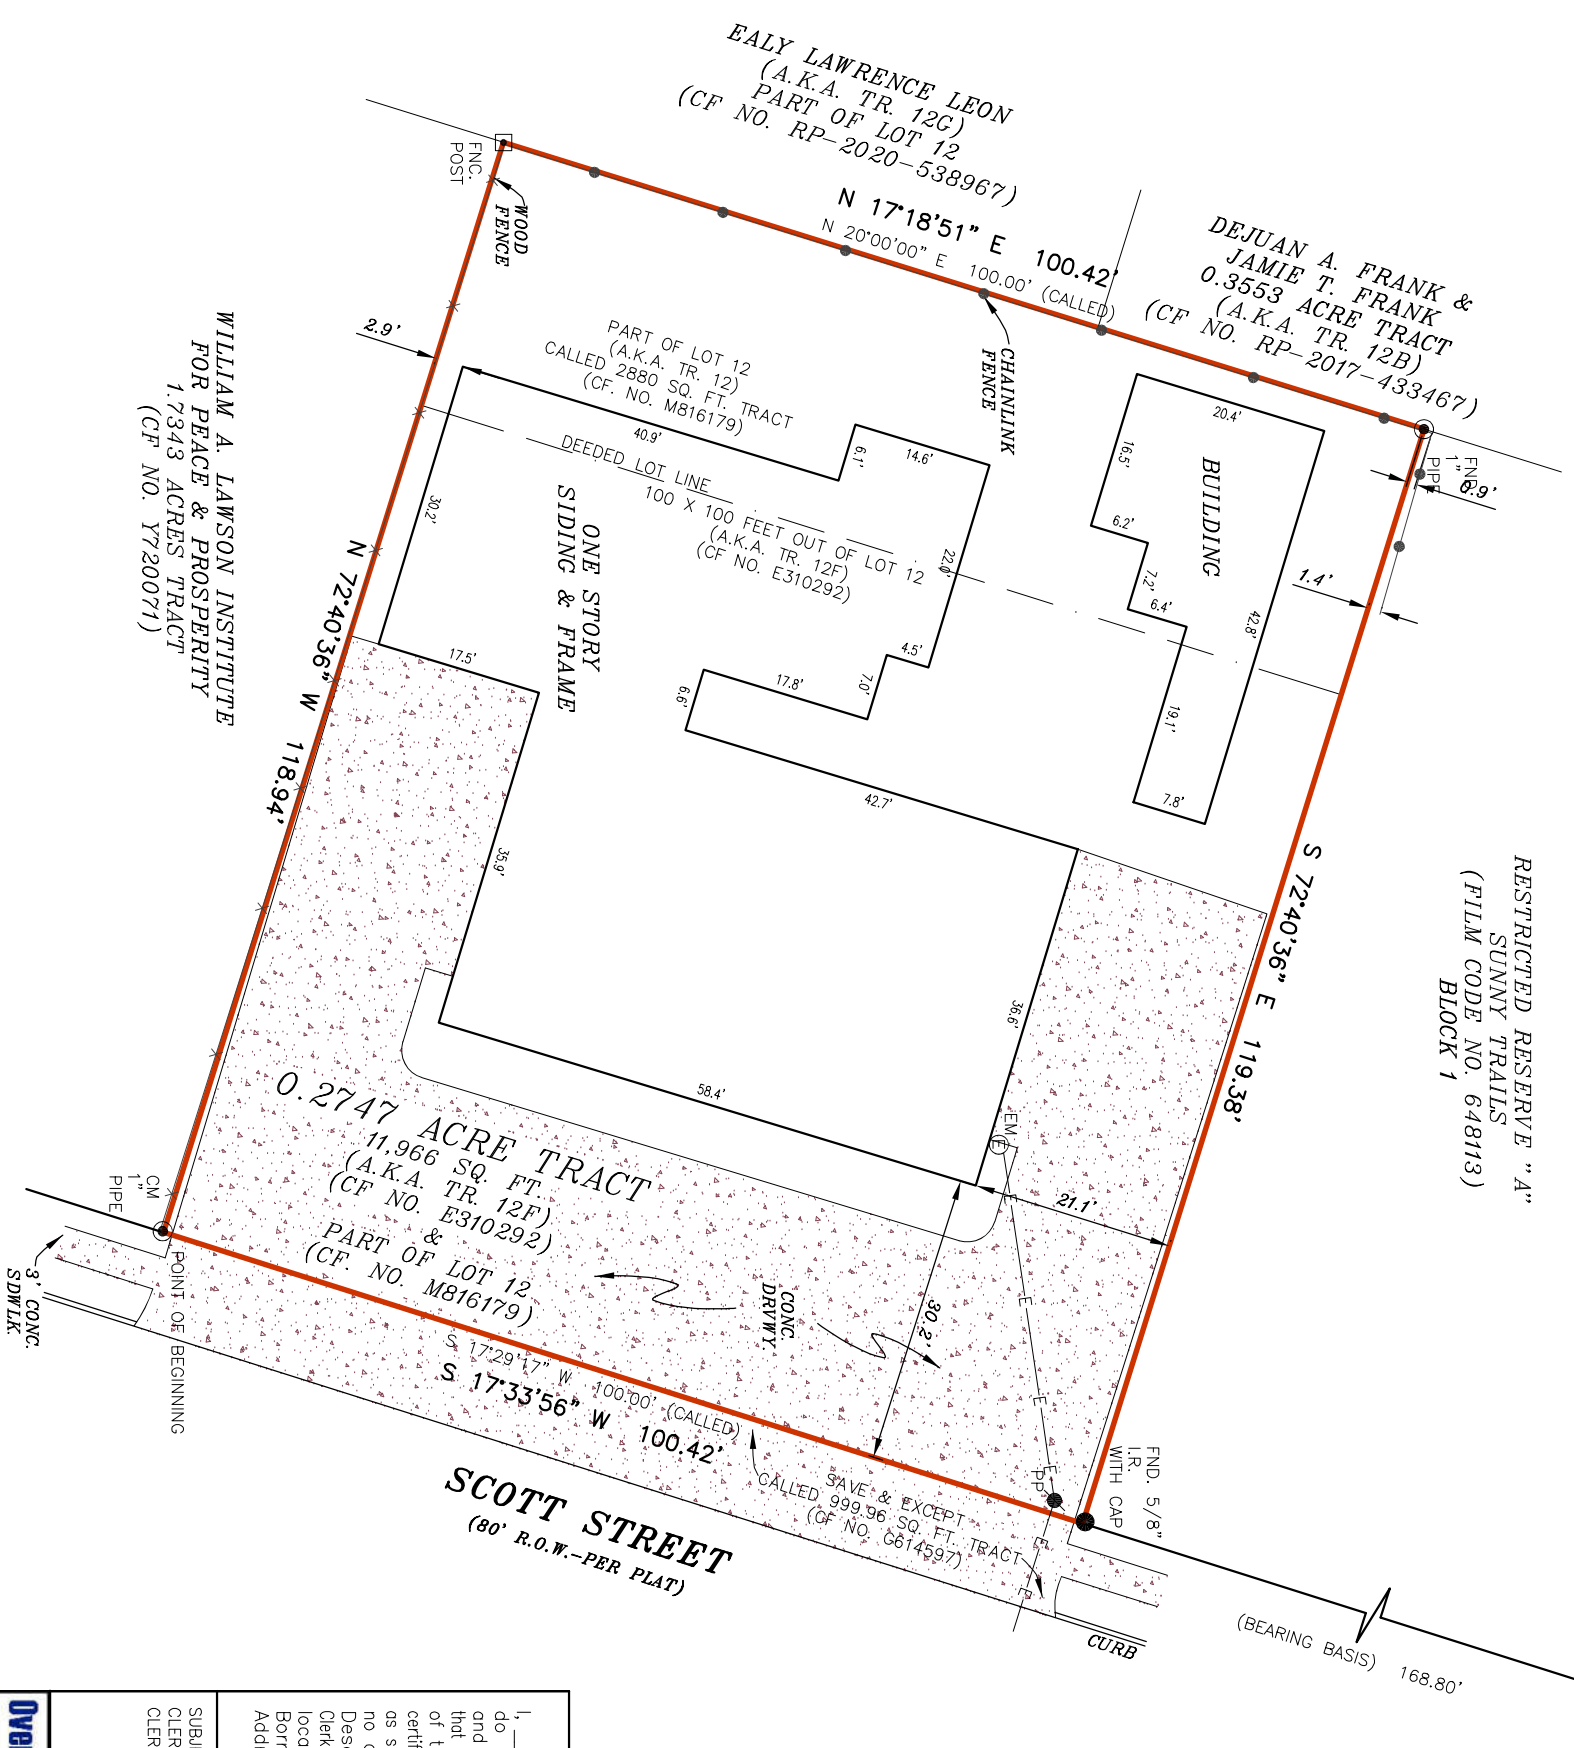 EALY LAWRENCE LEON
(A.K.A. TR. 12G)
PART OF LOT 12
(CF NO. RP-2020-538967)
N 17°18'51" E 100.42'
N 20°00'00" E 100.00' (CALLED)
DEJUAN A. FRANK &
JAMIE T. FRANK
0.3553 ACRE TRACT
(A.K.A. TR. 12B)
(CF NO. RP-2017-433467)
FNC.
POST
WOOD
FENCE
CHAINLINK
FENCE
FND.
1"
PIPE
0.9'
1.4'
2.9'
PART OF LOT 12
(A.K.A. TR. 12)
CALLED 2880 SQ. FT. TRACT
(CF. NO. M816179)
DEEDED LOT LINE
100 X 100 FEET OUT OF LOT 12
(A.K.A. TR. 12F)
(CF NO. E310292)
40.9'
6.1'
14.6'
22.0'
4.5'
7.0'
17.8'
6.6'
42.7'
36.6'
58.4'
35.9'
17.5'
30.2'
BUILDING
20.4'
16.5'
6.2'
7.2'
6.4'
19.1'
7.8'
42.8'
ONE STORY
SIDING & FRAME
WILLIAM A. LAWSON INSTITUTE
FOR PEACE & PROSPERITY
1.7343 ACRES TRACT
(CF NO. Y720071)
N 72°40'36" W 118.94'
S 72°40'36" E 119.38'
RESTRICTED RESERVE "A"
SUNNY TRAILS
(FILM CODE NO. 648113)
BLOCK 1
EM
E
E
E
E
E
E
E
PP
21.1'
30.2'
0.2747 ACRE TRACT
11,966 SQ. FT.
(A.K.A. TR. 12F)
(CF NO. E310292)
&
PART OF LOT 12
(CF. NO. M816179)
CONC.
DRVWY.
CM
1"
PIPE
POINT OF BEGINNING
3' CONC.
SDWLK.
S 17°29'17" W 100.00' (CALLED)
S 17°33'56" W 100.42'
SAVE & EXCEPT
CALLED 999.96 SQ. FT. TRACT
(CF NO. G614597)
FND. 5/8"
I.R.
WITH CAP
SCOTT STREET
(80' R.O.W.-PER PLAT)
CURB
(BEARING BASIS) 168.80'
I,
do
and
that
of
as
no